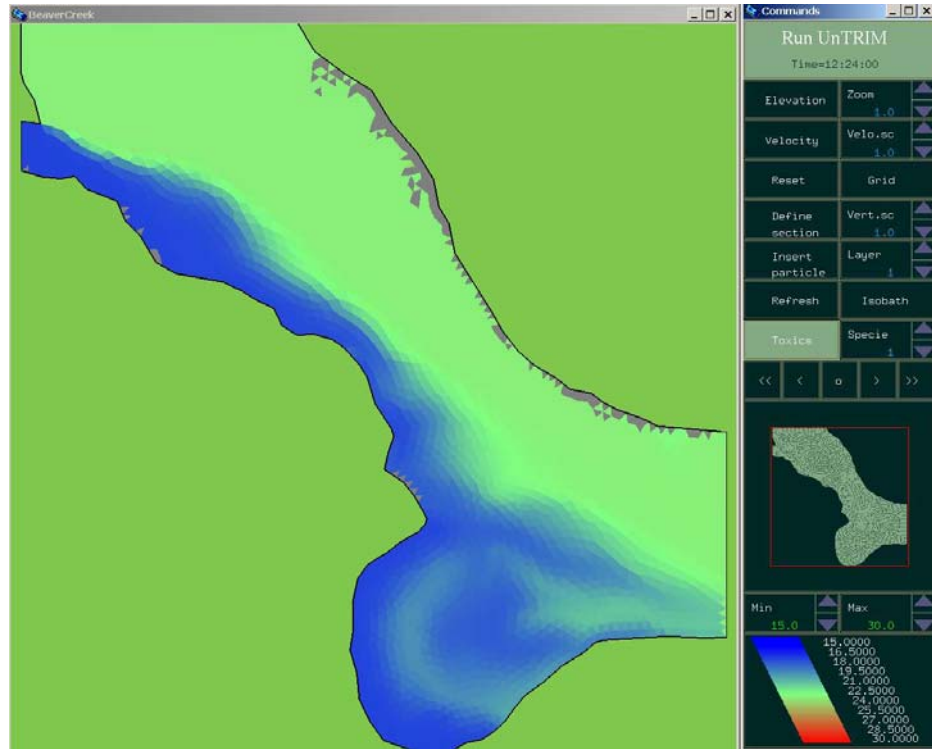 BeaverCreek
Commands
Run UnTRIM
Time=12:24:00
Elevation
Zoom
1.0
Velocity
Velo.sc
1.0
Reset
Grid
Define
section
Vert.sc
1.0
Insert
particle
Layer
1
Refresh
Isobath
Toxics
Specie
1
<< < o > >>
Min
15.0
Max
30.0
15.0000
16.5000
18.0000
19.5000
21.0000
22.5000
24.0000
25.5000
27.0000
28.5000
30.0000